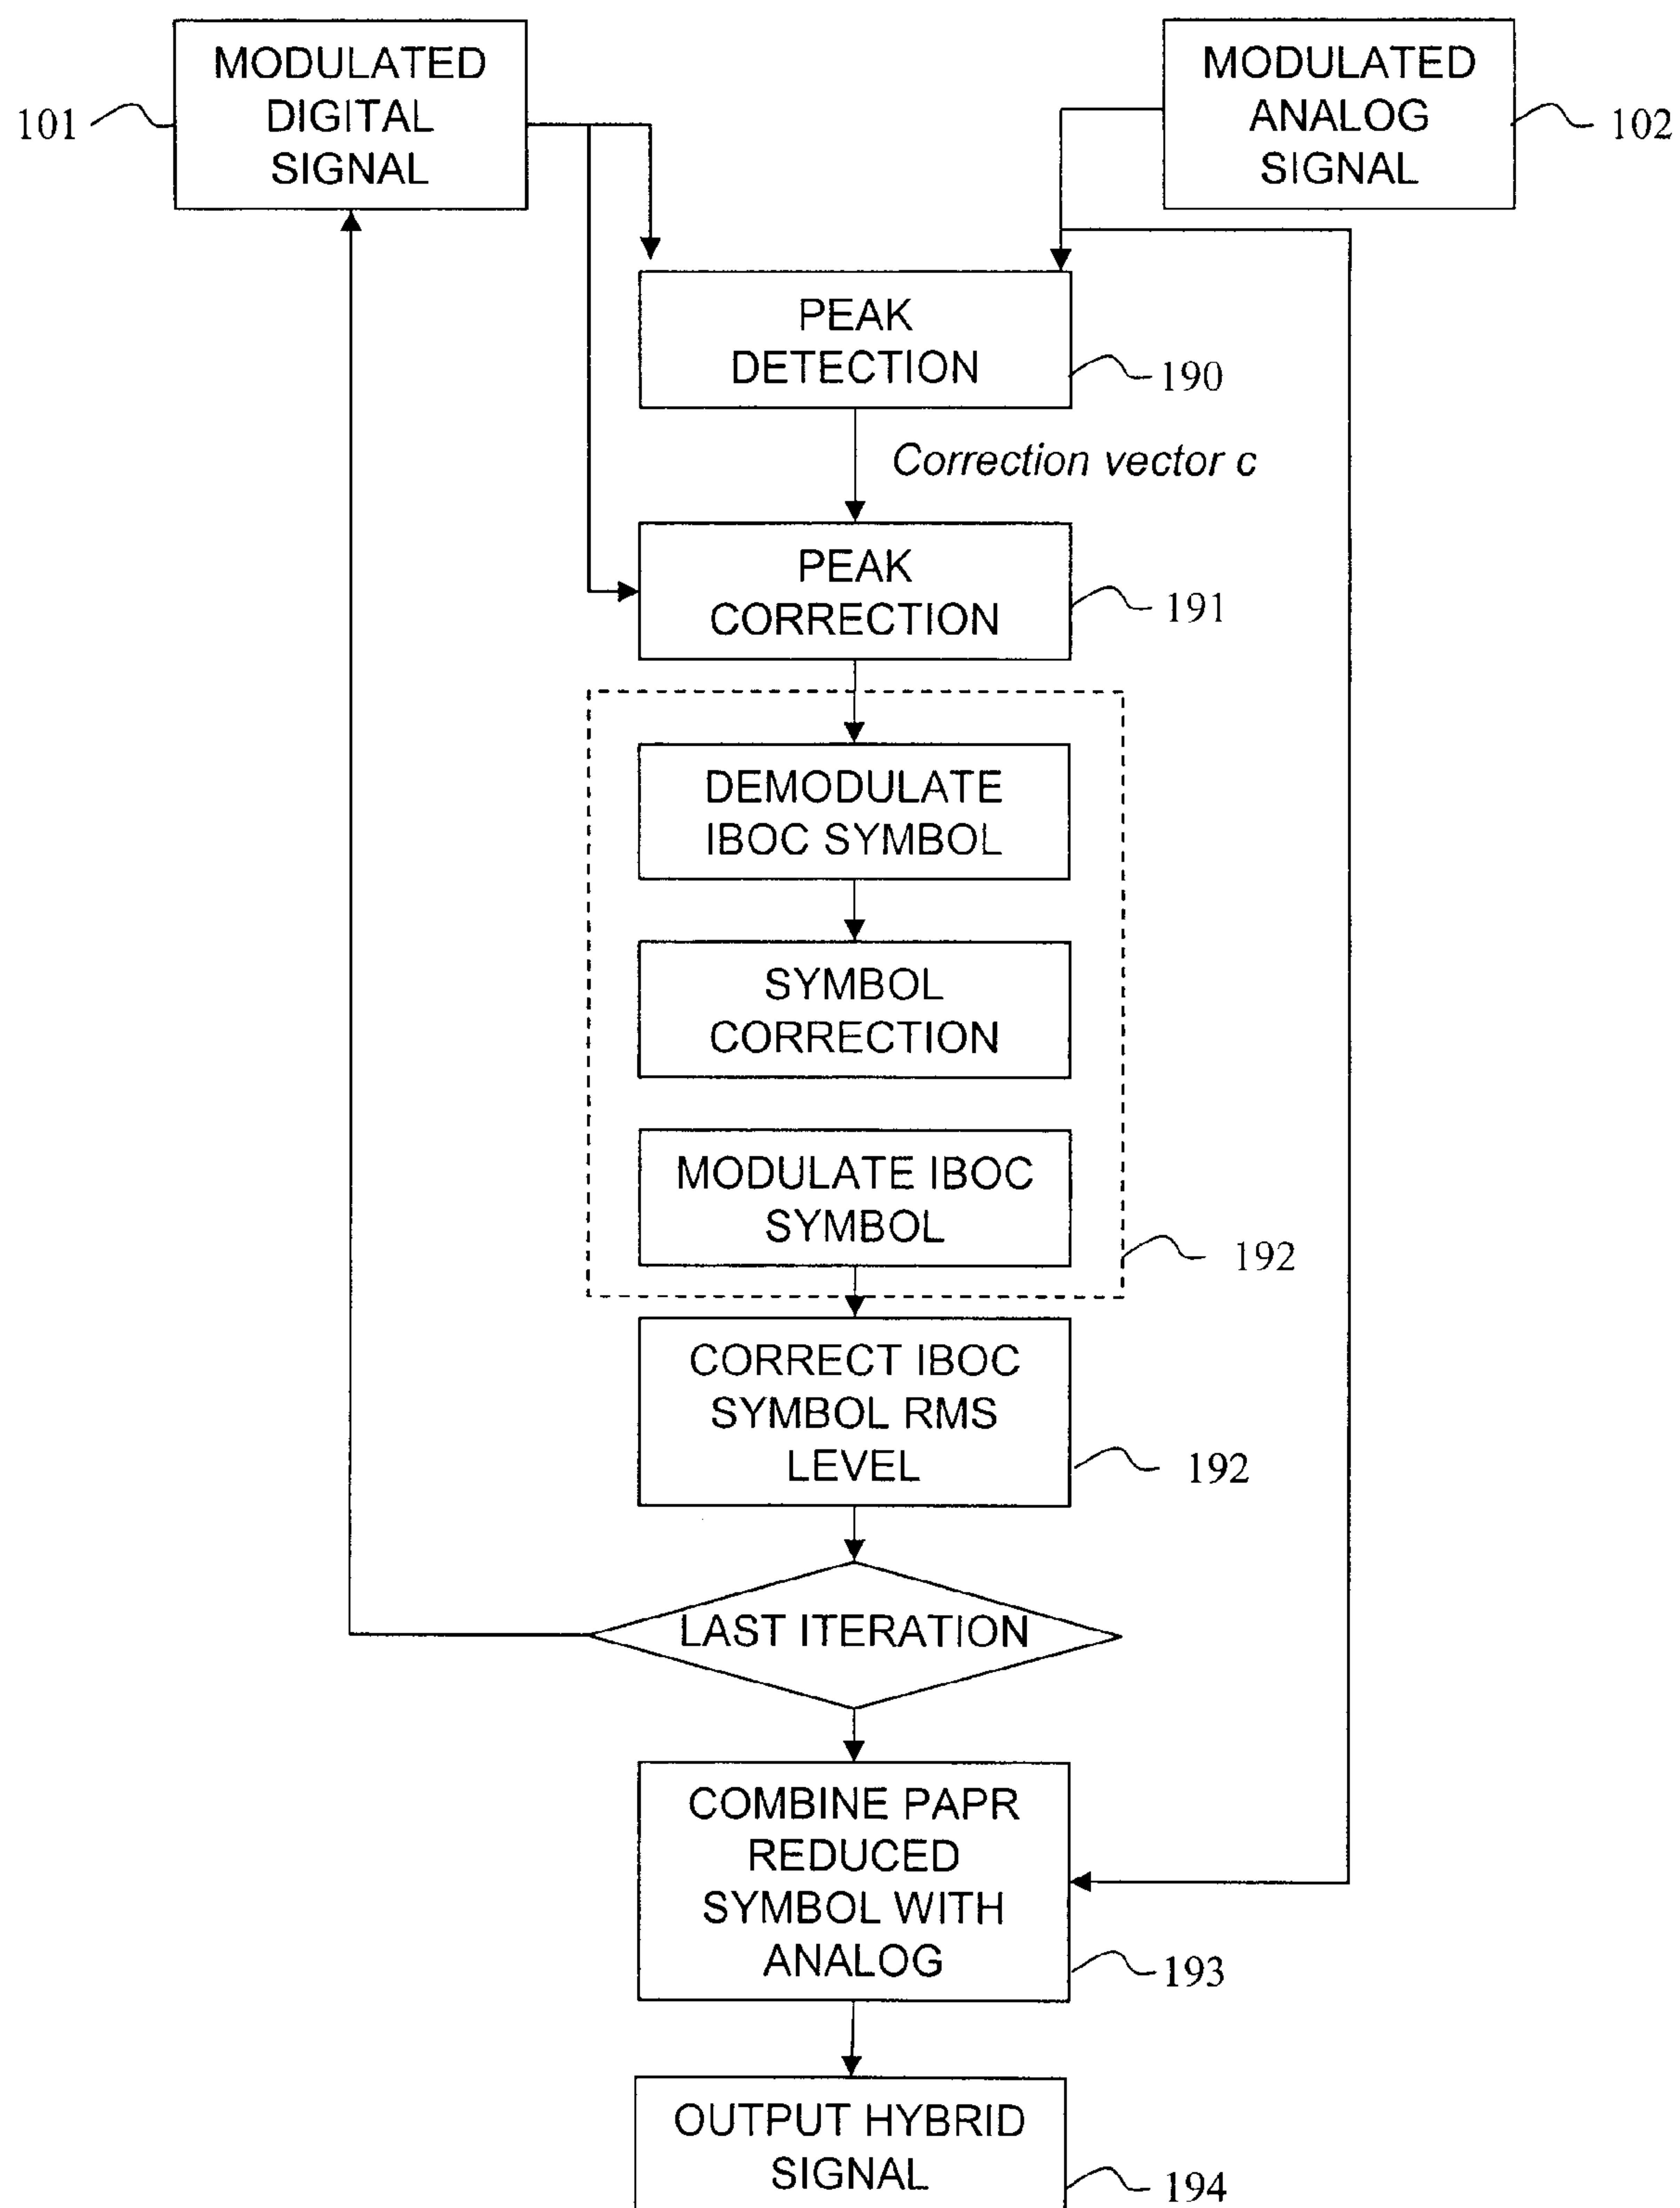 MODULATED
DIGITAL
SIGNAL
101
MODULATED
ANALOG
SIGNAL
102
PEAK
DETECTION
190
Correction vector c
PEAK
CORRECTION
191
DEMODULATE
IBOC SYMBOL
SYMBOL
CORRECTION
MODULATE IBOC
SYMBOL
192
CORRECT IBOC
SYMBOL RMS
LEVEL
192
LAST ITERATION
COMBINE PAPR
REDUCED
SYMBOL WITH
ANALOG
193
OUTPUT HYBRID
SIGNAL
194